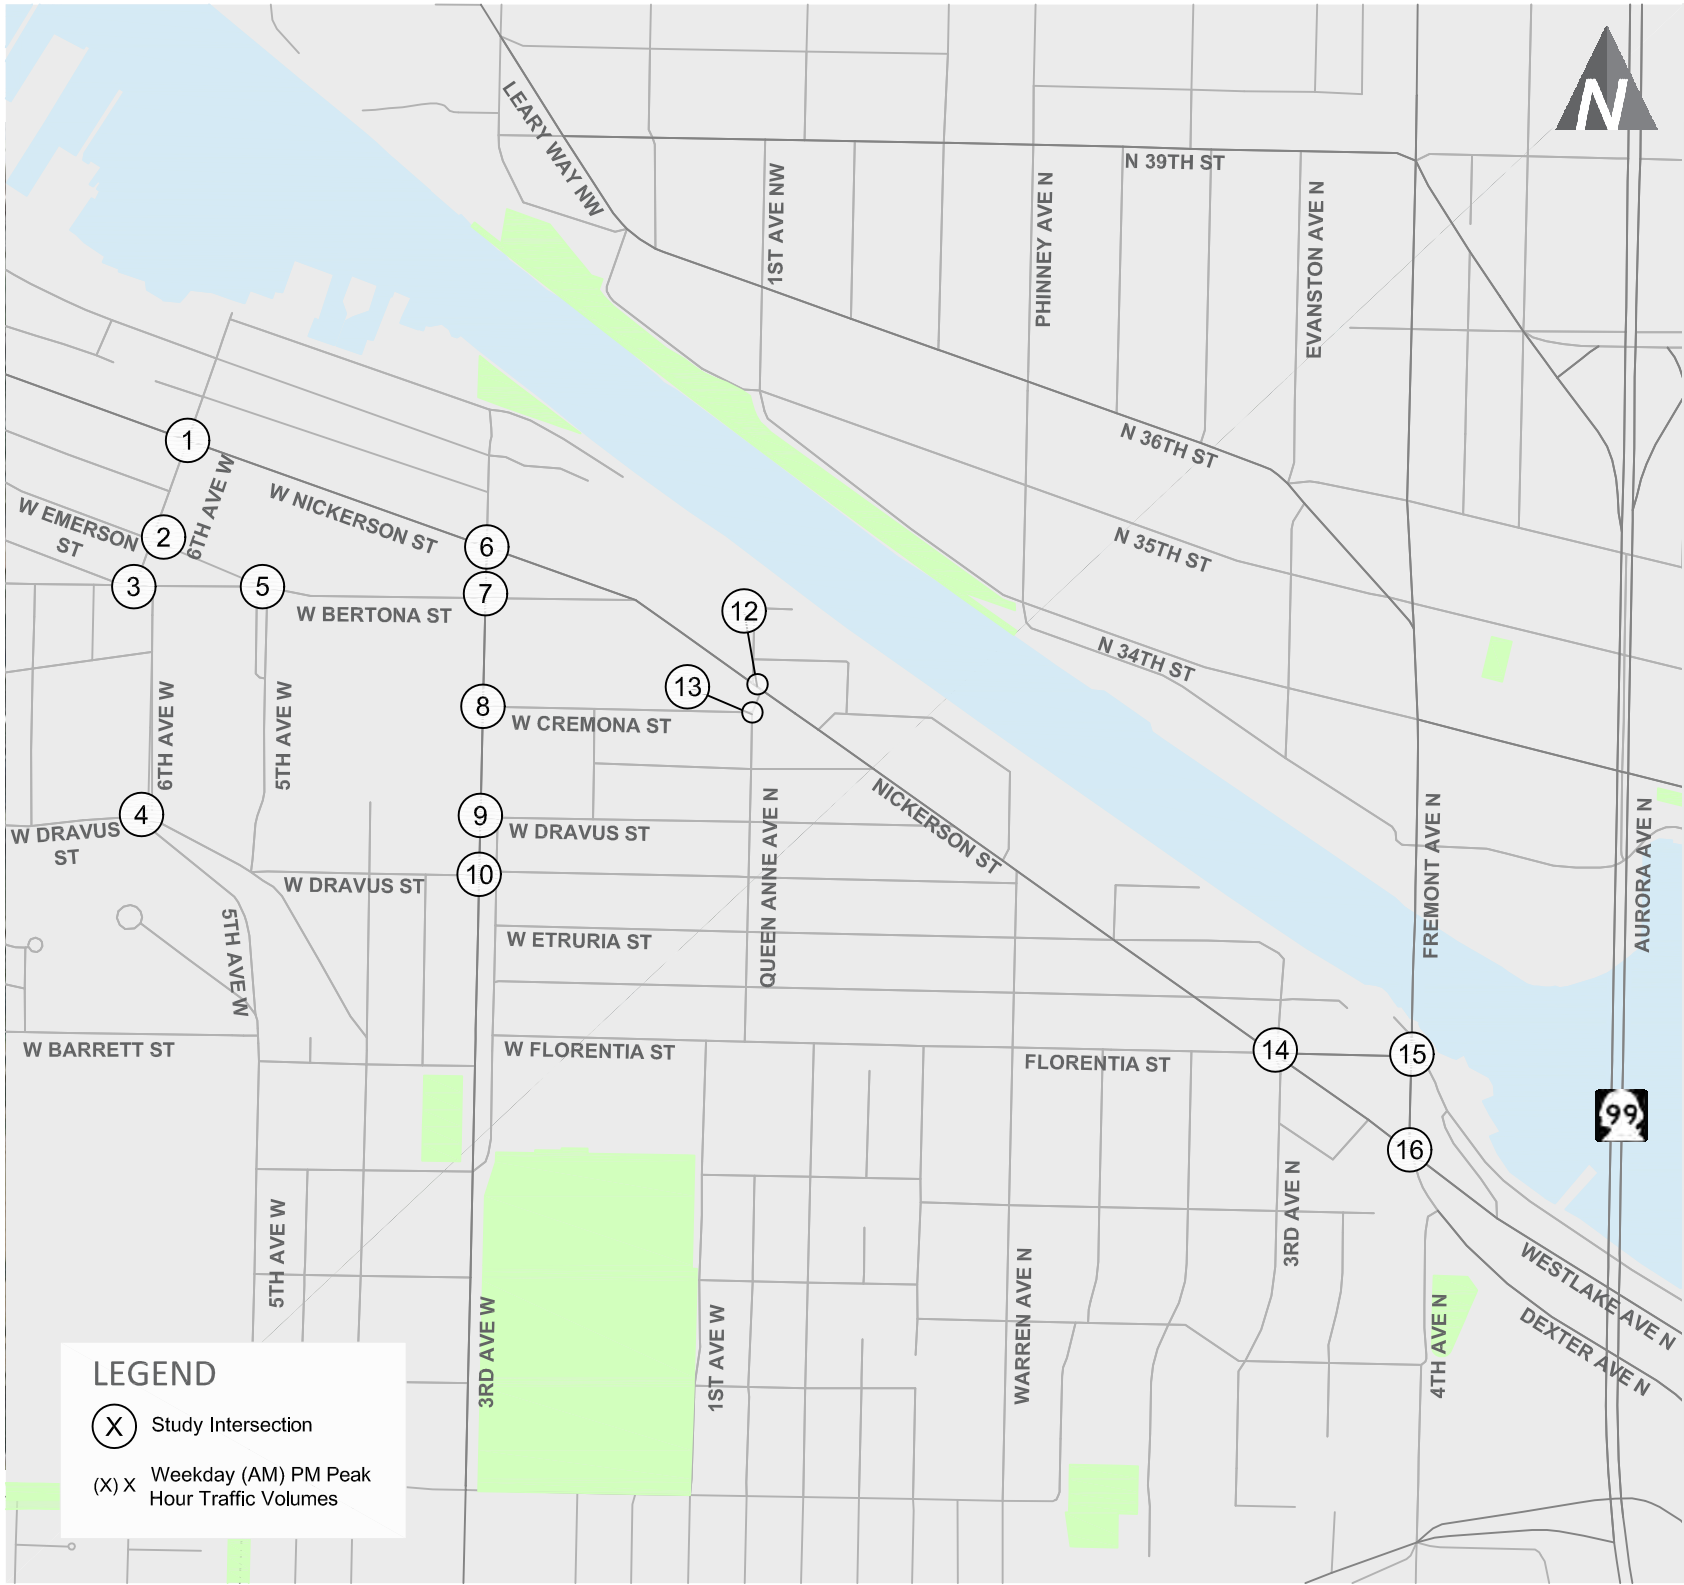 N
LEARY WAY NW
N 39TH ST
1ST AVE NW
PHINNEY AVE N
EVANSTON AVE N
N 36TH ST
1
6TH AVE W
W NICKERSON ST
W EMERSON
ST
2
3
5
6
7
W BERTONA ST
N 35TH ST
12
13
N 34TH ST
6TH AVE W
5TH AVE W
8
W CREMONA ST
4
W DRAVUS
ST
9
W DRAVUS ST
10
W DRAVUS ST
NICKERSON ST
QUEEN ANNE AVE N
FREMONT AVE N
AURORA AVE N
5TH AVE W
W ETRURIA ST
W BARRETT ST
W FLORENTIA ST
FLORENTIA ST
14
15
99
16
5TH AVE W
3RD AVE W
1ST AVE W
WARREN AVE N
3RD AVE N
4TH AVE N
WESTLAKE AVE N
DEXTER AVE N
LEGEND
X Study Intersection
(X) X Weekday (AM) PM Peak
Hour Traffic Volumes